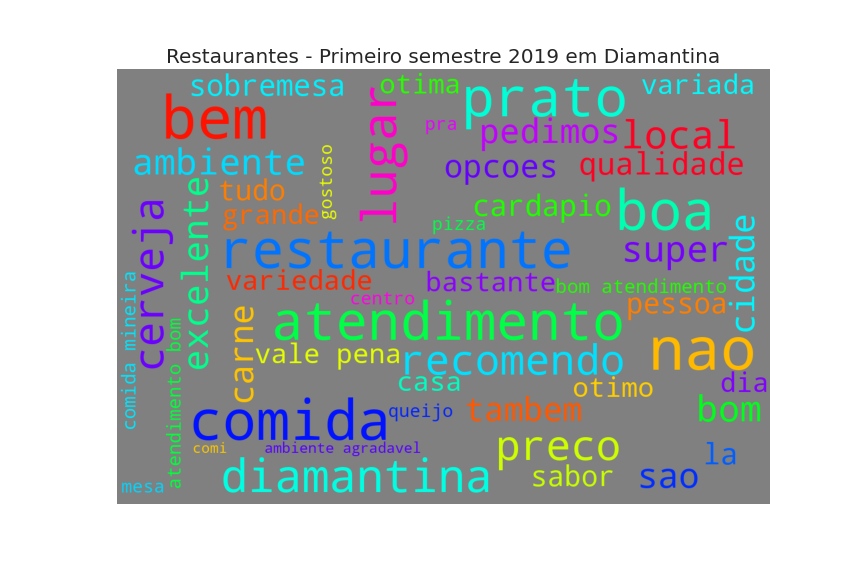 Restaurantes - Primeiro semestre 2019 em Diamantina
sobremesa
otima
prato
variada
bem
lugar
pra
pedimos
local
ambiente
opcoes
qualidade
tudo
gostoso
grande
excelente
cerveja
cardapio
boa
pizza
restaurante
super
cidade
variedade
bastante
bom atendimento
centro
pessoa
comida mineira
atendimento
carne
vale pena
recomendo
nao
atendimento bom
casa
otimo
dia
comida
queijo
tambem
bom
comi
ambiente agradavel
preco
la
diamantina
sabor
sao
mesa